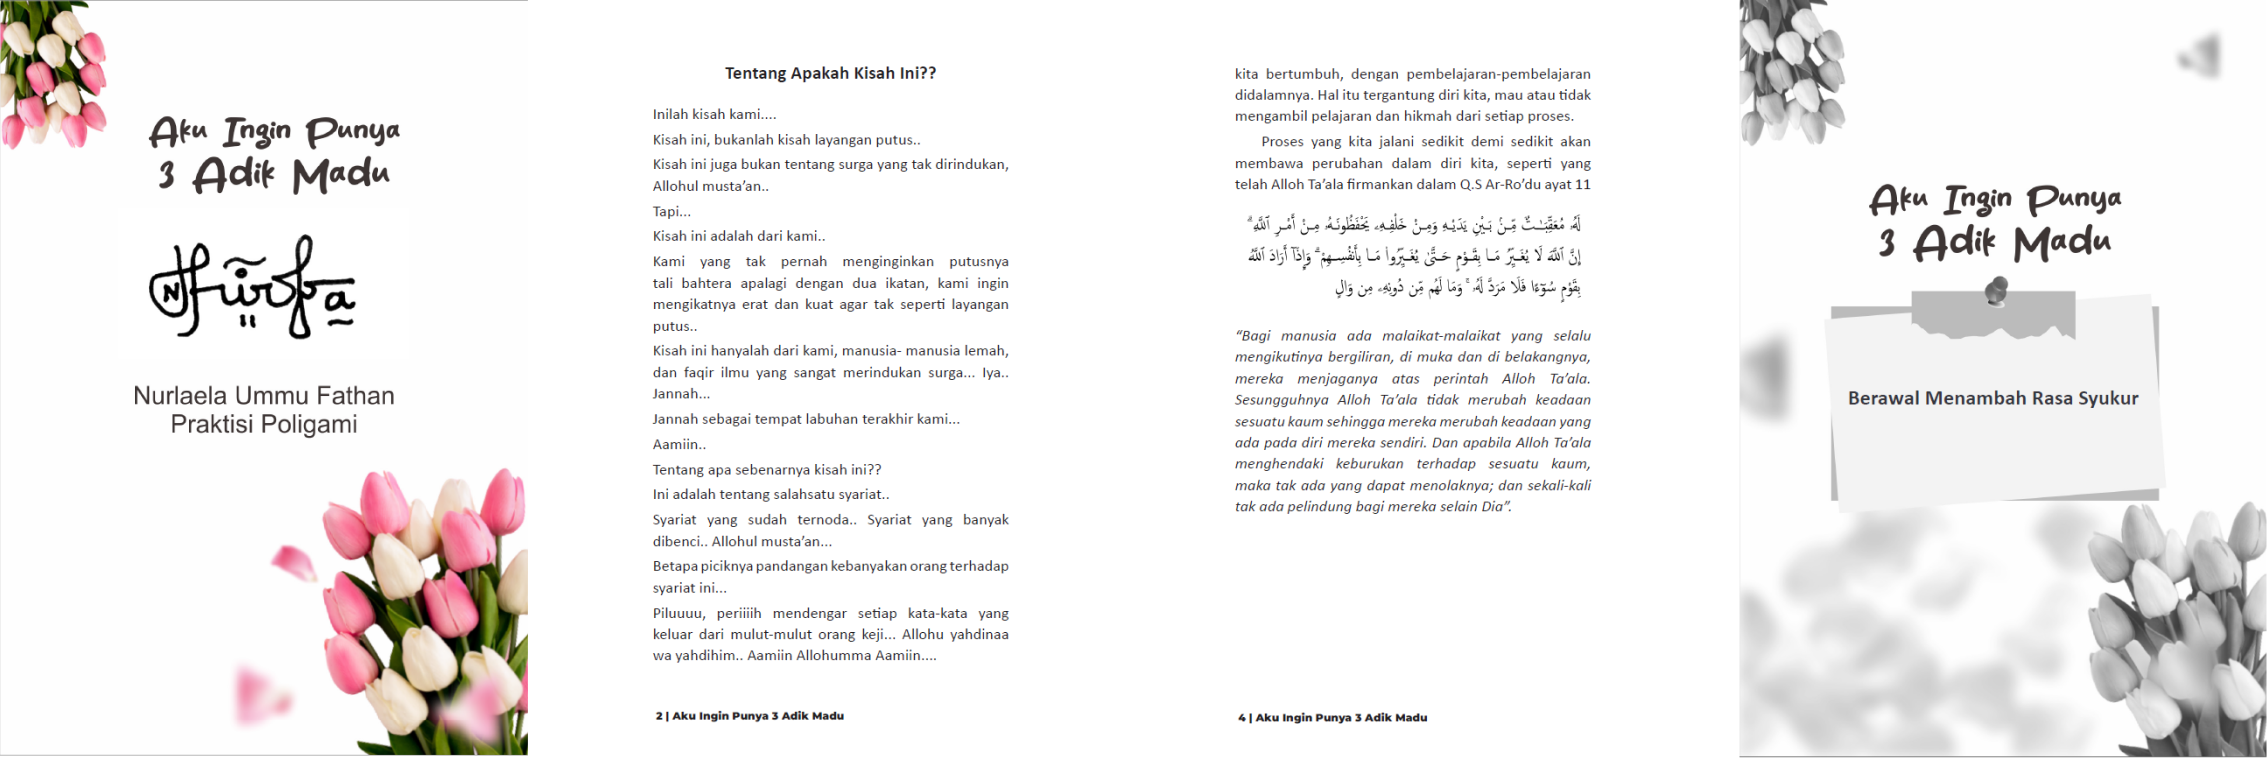 Aku Ingin Punya
3 Adik Madu
Nurlaela Ummu Fathan
Praktisi Poligami
Tentang Apakah Kisah Ini??
Inilah kisah kami....
Kisah ini, bukanlah kisah layangan putus..
Kisah ini juga bukan tentang surga yang tak dirindukan,
Allohul musta’an..
Tapi...
Kisah ini adalah dari kami..
Kami yang tak pernah menginginkan putusnya
tali bahtera apalagi dengan dua ikatan, kami ingin
mengikatnya erat dan kuat agar tak seperti layangan
putus..
Kisah ini hanyalah dari kami, manusia- manusia lemah,
dan faqir ilmu yang sangat merindukan surga... Iya..
Jannah...
Jannah sebagai tempat labuhan terakhir kami...
Aamiin..
Tentang apa sebenarnya kisah ini??
Ini adalah tentang salahsatu syariat..
Syariat yang sudah ternoda.. Syariat yang banyak
dibenci.. Allohul musta’an...
Betapa piciknya pandangan kebanyakan orang terhadap
syariat ini...
Piluuuu, periiiih mendengar setiap kata-kata yang
keluar dari mulut-mulut orang keji... Allohu yahdinaa
wa yahdihim.. Aamiin Allohumma Aamiin....
2 | Aku Ingin Punya 3 Adik Madu
kita bertumbuh, dengan pembelajaran-pembelajaran
didalamnya. Hal itu tergantung diri kita, mau atau tidak
mengambil pelajaran dan hikmah dari setiap proses.
Proses yang kita jalani sedikit demi sedikit akan
membawa perubahan dalam diri kita, seperti yang
telah Alloh Ta’ala firmankan dalam Q.S Ar-Ro’du ayat 11
لَهُۥ مُعَقِّبَـٰتٌ مِّنۢ بَيْنِ يَدَيْهِ وَمِنْ خَلْفِهِۦ يَحْفَظُونَهُۥ مِنْ أَمْرِ ٱللَّهِ ۗ
إِنَّ ٱللَّهَ لَا يُغَيِّرُ مَا بِقَوْمٍ حَتَّىٰ يُغَيِّرُوا۟ مَا بِأَنفُسِهِمْ ۗ وَإِذَآ أَرَادَ ٱللَّهُ
بِقَوْمٍ سُوٓءًا فَلَا مَرَدَّ لَهُۥ ۚ وَمَا لَهُم مِّن دُونِهِۦ مِن وَالٍ
“Bagi manusia ada malaikat-malaikat yang selalu
mengikutinya bergiliran, di muka dan di belakangnya,
mereka menjaganya atas perintah Alloh Ta’ala.
Sesungguhnya Alloh Ta’ala tidak merubah keadaan
sesuatu kaum sehingga mereka merubah keadaan yang
ada pada diri mereka sendiri. Dan apabila Alloh Ta’ala
menghendaki keburukan terhadap sesuatu kaum,
maka tak ada yang dapat menolaknya; dan sekali-kali
tak ada pelindung bagi mereka selain Dia”.
4 | Aku Ingin Punya 3 Adik Madu
Aku Ingin Punya
3 Adik Madu
Berawal Menambah Rasa Syukur